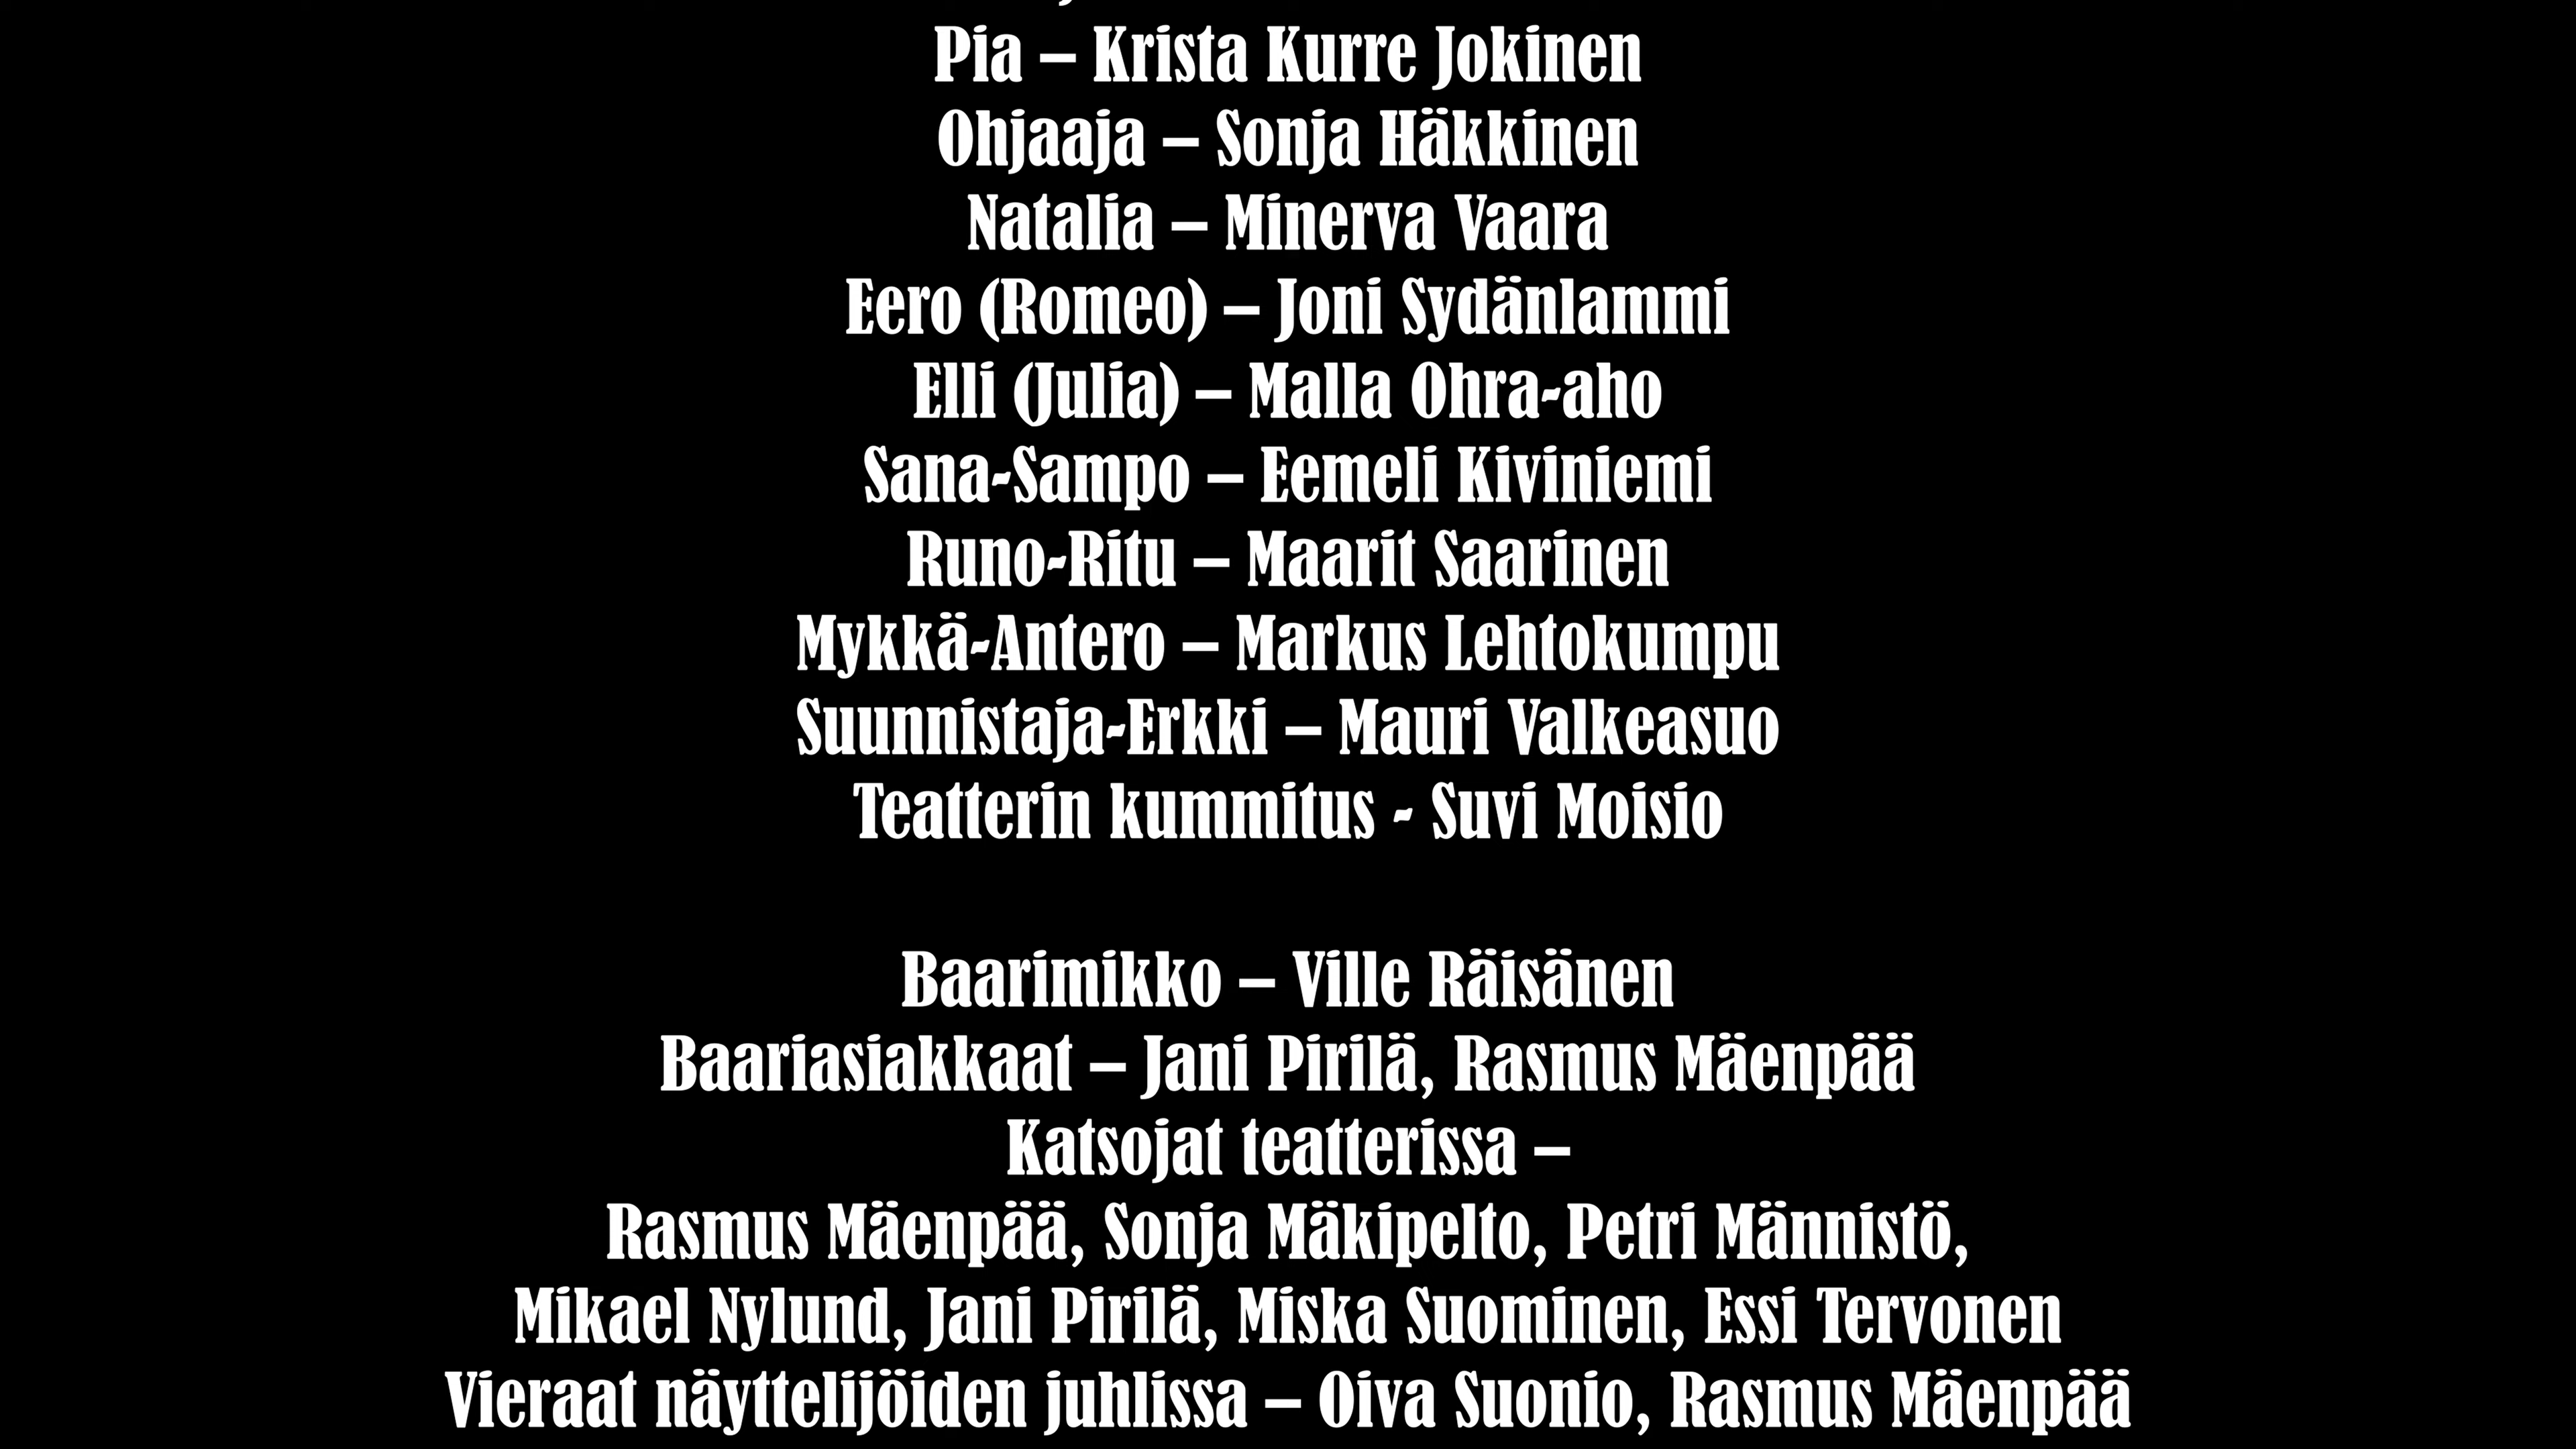 Pia – Krista Kurre Jokinen
Ohjaaja – Sonja Häkkinen
Natalia – Minerva Vaara
Eero (Romeo) – Joni Sydänlammi
Elli (Julia) – Malla Ohra-aho
Sana-Sampo – Eemeli Kiviniemi
Runo-Ritu – Maarit Saarinen
Mykkä-Antero – Markus Lehtokumpu
Suunnistaja-Erkki – Mauri Valkeasuo
Teatterin kummitus - Suvi Moisio
Baarimikko – Ville Räisänen
Baariasiakkaat – Jani Pirilä, Rasmus Mäenpää
Katsojat teatterissa –
Rasmus Mäenpää, Sonja Mäkipelto, Petri Männistö,
Mikael Nylund, Jani Pirilä, Miska Suominen, Essi Tervonen
Vieraat näyttelijöiden juhlissa – Oiva Suonio, Rasmus Mäenpää